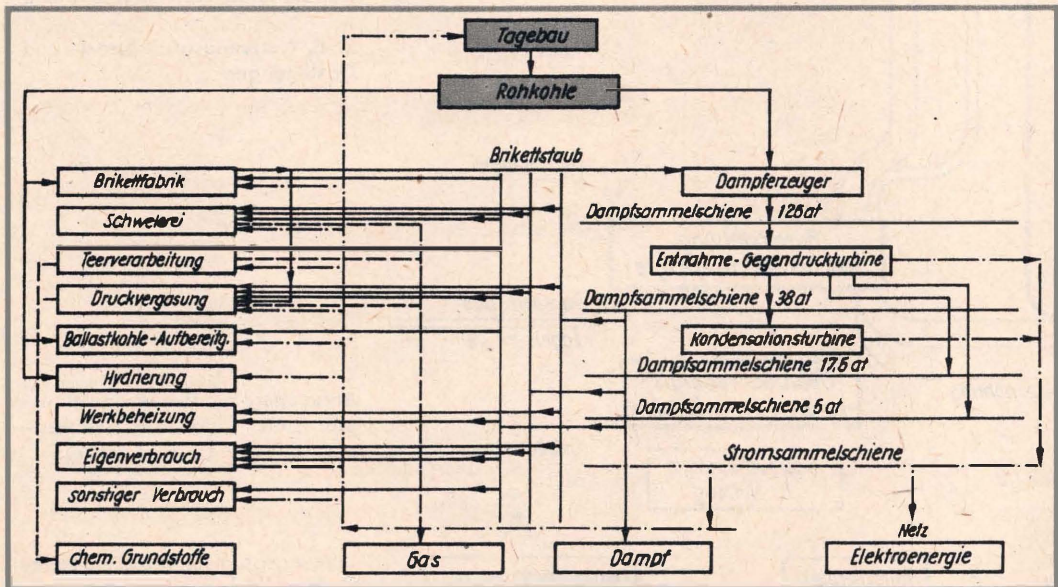 Tagebau
Rohkohle
Brikettstaub
Brikettfabrik
Dampferzeuger
Schwelerei
Dampfsammelschiene 125 at
Teerverarbeitung
Entnahme-Gegendruckturbine
Druckvergasung
Dampfsammelschiene 38 at
Ballastkohle-Aufbereitg.
Kondensationsturbine
Dampfsammelschiene 17,5 at
Hydrierung
Dampfsammelschiene 5 at
Werkbeheizung
Eigenverbrauch
Stromsammelschiene
sonstiger Verbrauch
Netz
chem. Grundstoffe
Gas
Dampf
Elektroenergie